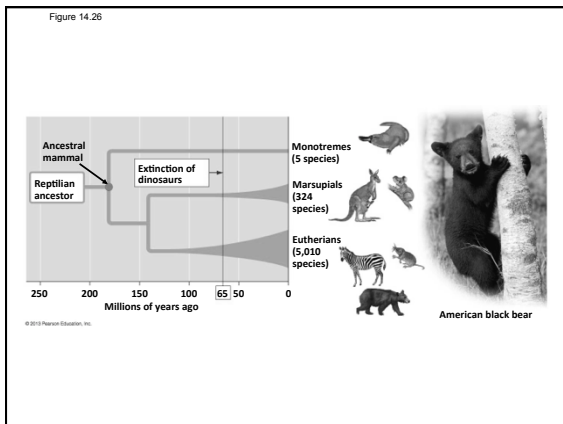 Figure 14.26
Ancestral
mammal
Reptilian
ancestor
Extinction of
dinosaurs
Monotremes
(5 species)
Marsupials
(324
species)
Eutherians
(5,010
species)
250 200 150 100 65 50 0
Millions of years ago
American black bear
© 2013 Pearson Education, Inc.